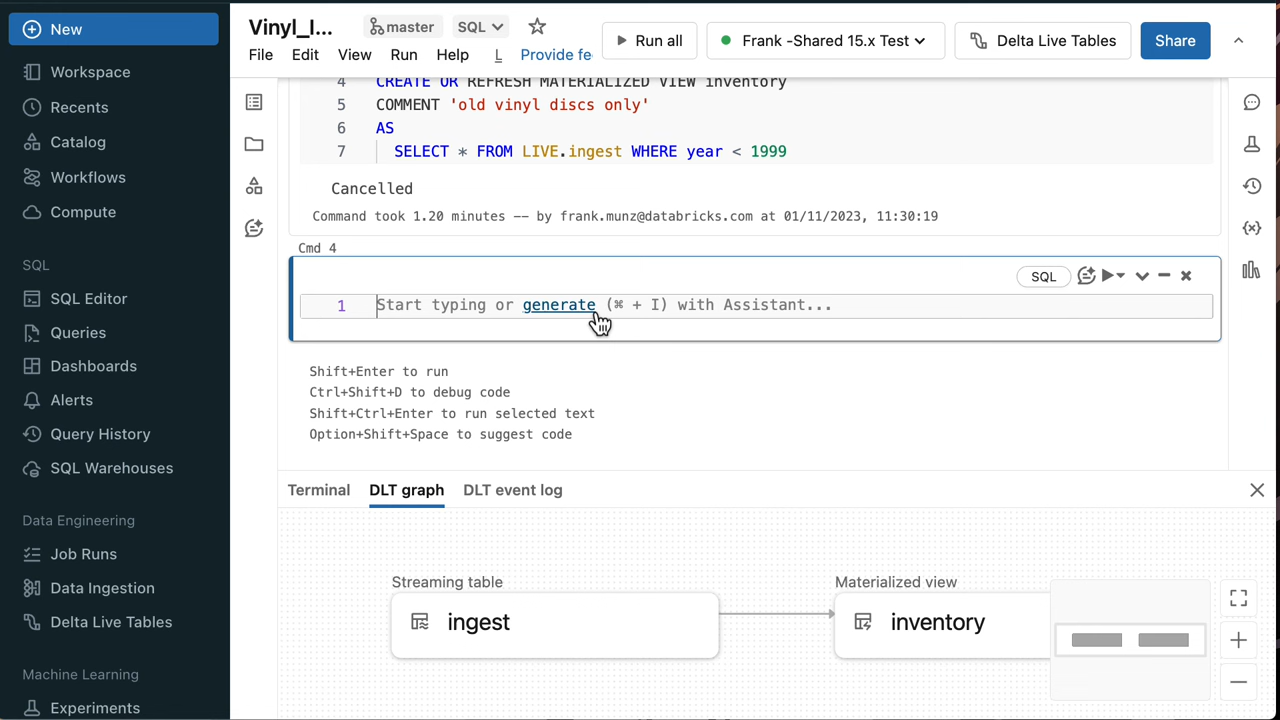 New
Workspace
Recents
Catalog
Workflows
Compute
SQL
SQL Editor
Queries
Dashboards
Alerts
Query History
SQL Warehouses
Data Engineering
Job Runs
Data Ingestion
Delta Live Tables
Machine Learning
Experiments
Vinyl_I... master SQL
File Edit View Run Help L Provide fe
Run all
Frank -Shared 15.x Test
Delta Live Tables
Share
4 CREATE OR REFRESH MATERIALIZED VIEW inventory
5 COMMENT 'old vinyl discs only'
6 AS
7 SELECT * FROM LIVE.ingest WHERE year < 1999
Cancelled
Command took 1.20 minutes -- by frank.munz@databricks.com at 01/11/2023, 11:30:19
Cmd 4
SQL
1 Start typing or generate (⌘ + I) with Assistant...
Shift+Enter to run
Ctrl+Shift+D to debug code
Shift+Ctrl+Enter to run selected text
Option+Shift+Space to suggest code
Terminal DLT graph DLT event log
Streaming table
ingest
Materialized view
inventory